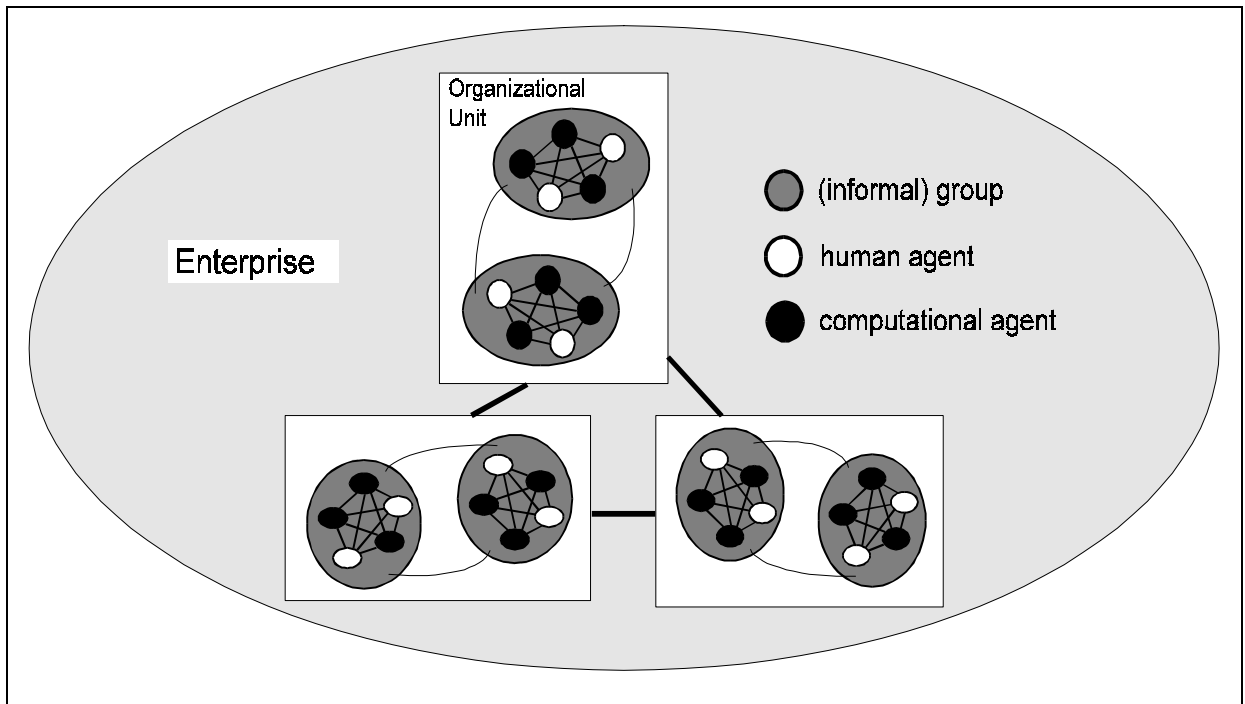 Organizational
Unit
Enterprise
(informal) group
human agent
computational agent